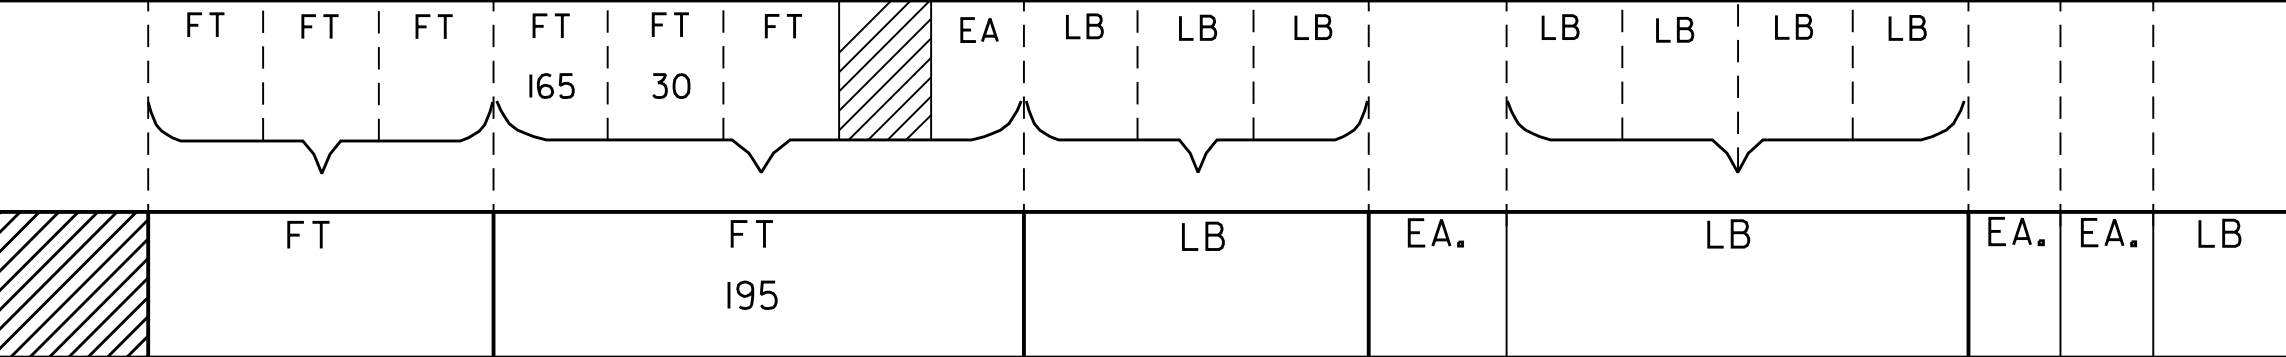 FT FT FT FT FT FT EA LB LB LB LB LB LB LB
165 30
FT FT LB EA. LB EA. EA. LB
195